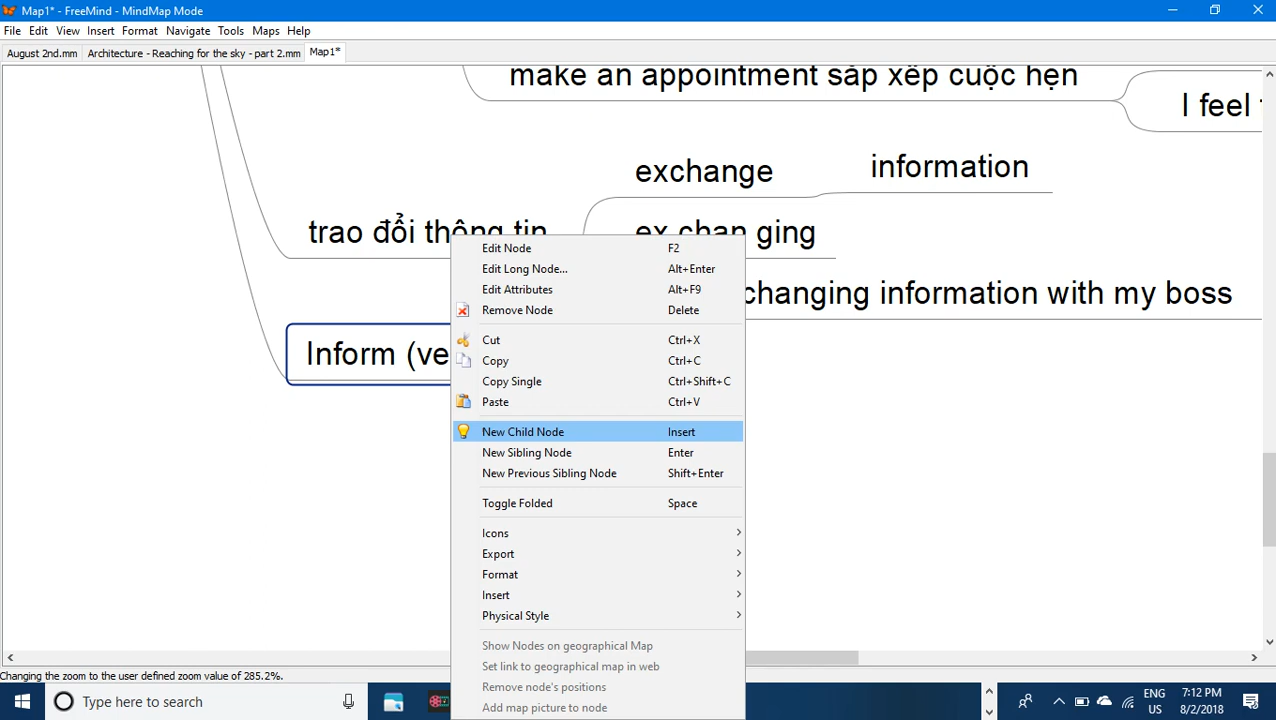 Map1* - FreeMind - MindMap Mode
File Edit View Insert Format Navigate Tools Maps Help
August 2nd.mm Architecture - Reaching for the sky - part 2.mm Map1*
make an appointment sắp xếp cuộc hẹn
I feel
exchange
information
trao đổi thông tin
ex chan ging
changing information with my boss
Inform (ve
Edit Node F2
Edit Long Node... Alt+Enter
Edit Attributes Alt+F9
Remove Node Delete
Cut Ctrl+X
Copy Ctrl+C
Copy Single Ctrl+Shift+C
Paste Ctrl+V
New Child Node Insert
New Sibling Node Enter
New Previous Sibling Node Shift+Enter
Toggle Folded Space
Icons
Export
Format
Insert
Physical Style
Show Nodes on geographical Map
Set link to geographical map in web
Remove node's positions
Add map picture to node
Changing the zoom to the user defined zoom value of 285.2%.
Type here to search
ENG
US
7:12 PM
8/2/2018